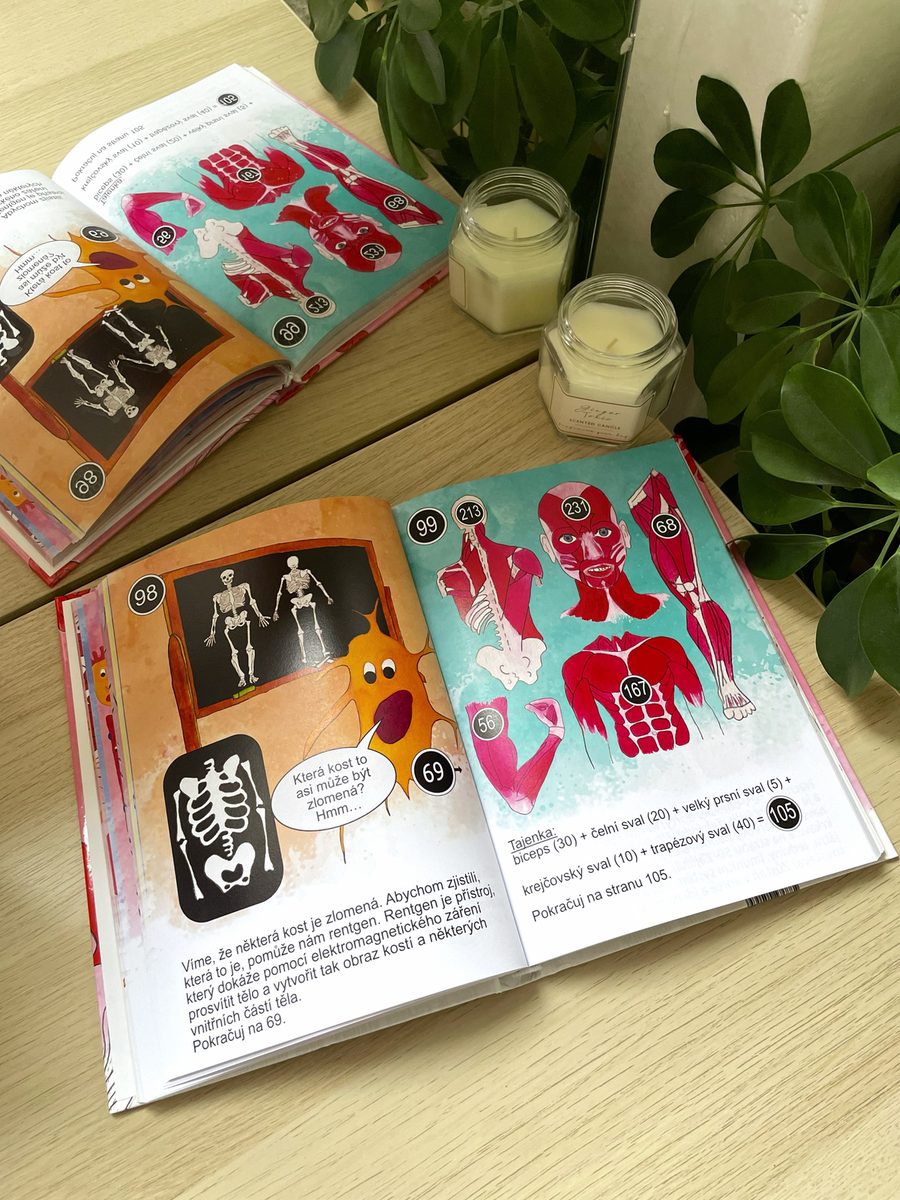 98
Která kost to
asi může být
zlomená?
Hmm...
69
Víme, že některá kost je zlomená. Abychom zjistili,
která to je, pomůže nám rentgen. Rentgen je přístroj,
který dokáže pomocí elektromagnetického záření
prosvítit tělo a vytvořit tak obraz kostí a některých
vnitřních částí těla.
Pokračuj na 69.
99
213
231
68
56
167
Tajenka:
biceps (30) + čelní sval (20) + velký prsní sval (5) +
krejčovský sval (10) + trapézový sval (40) = 105
Pokračuj na stranu 105.
Ginger
SCENTED CANDLE